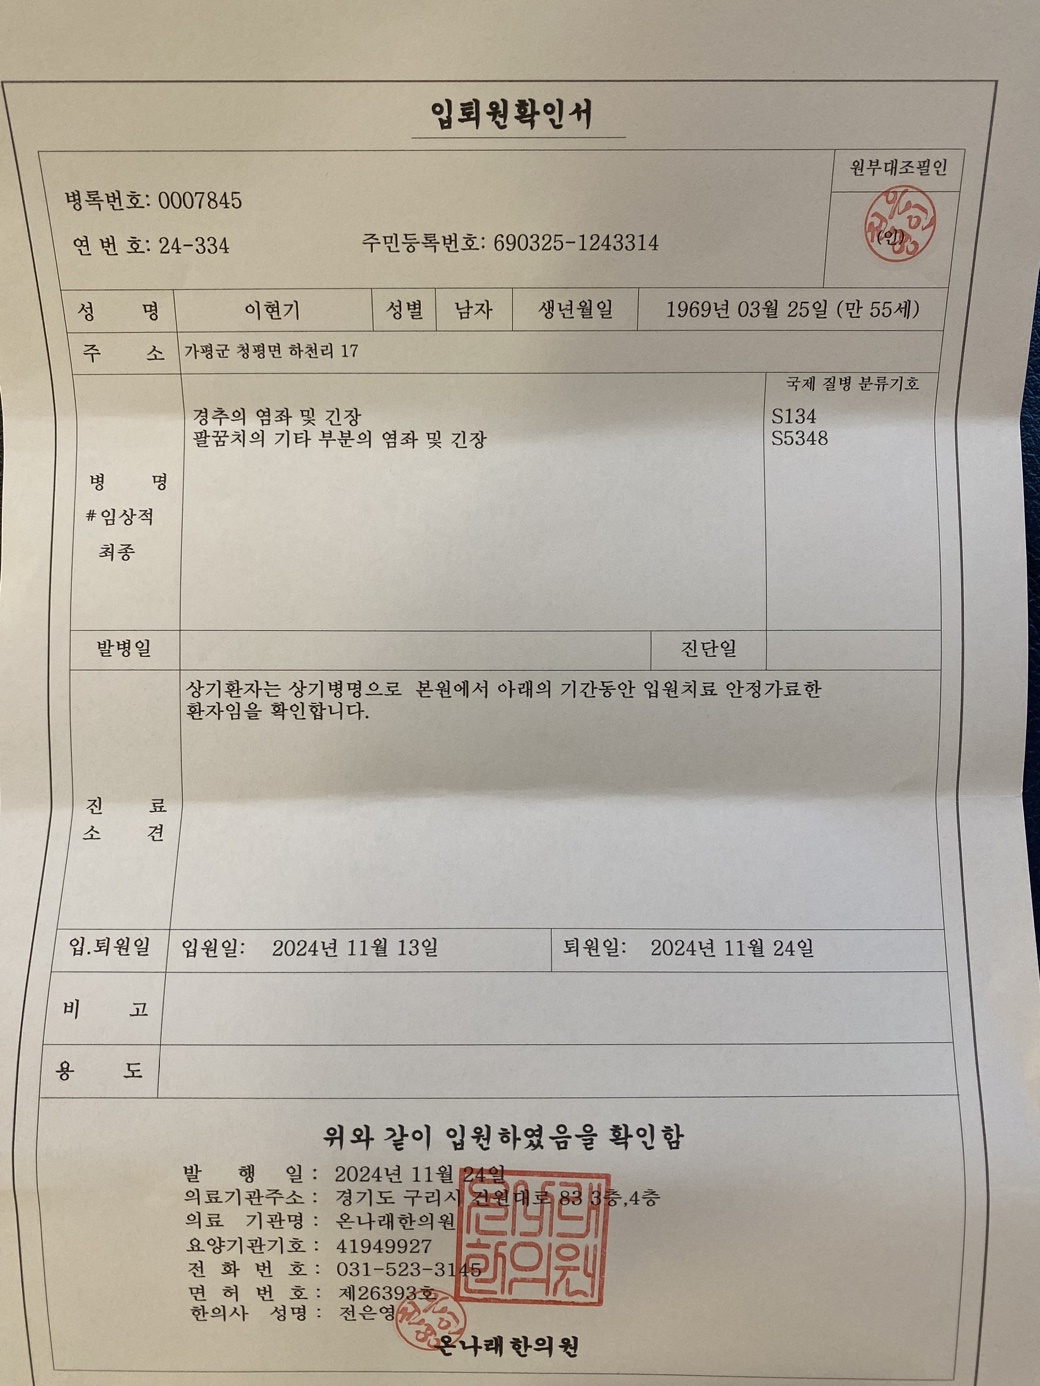 입퇴원확인서
원부대조필인
병록번호: 0007845
(인)
연 번 호: 24-334 주민등록번호: 690325-1243314
성 명 이현기 성별 남자 생년월일 1969년 03월 25일 (만 55세)
주 소 가평군 청평면 하천리 17
국제 질병 분류기호
경추의 염좌 및 긴장 S134
팔꿈치의 기타 부분의 염좌 및 긴장 S5348
병 명
#임상적
최종
발병일 진단일
상기환자는 상기병명으로 본원에서 아래의 기간동안 입원치료 안정가료한
환자임을 확인합니다.
진 료
소 견
입.퇴원일 입원일: 2024년 11월 13일 퇴원일: 2024년 11월 24일
비 고
용 도
위와 같이 입원하였음을 확인함
발 행 일 : 2024년 11월 24일
의료기관주소 : 경기도 구리시 건원대로 83 3층,4층
의료 기관명 : 온나래한의원
요양기관기호 : 41949927
전 화 번 호 : 031-523-3145
면 허 번 호 : 제26393호
한의사 성명 : 전은영
온나래
한의원
온나래한의원